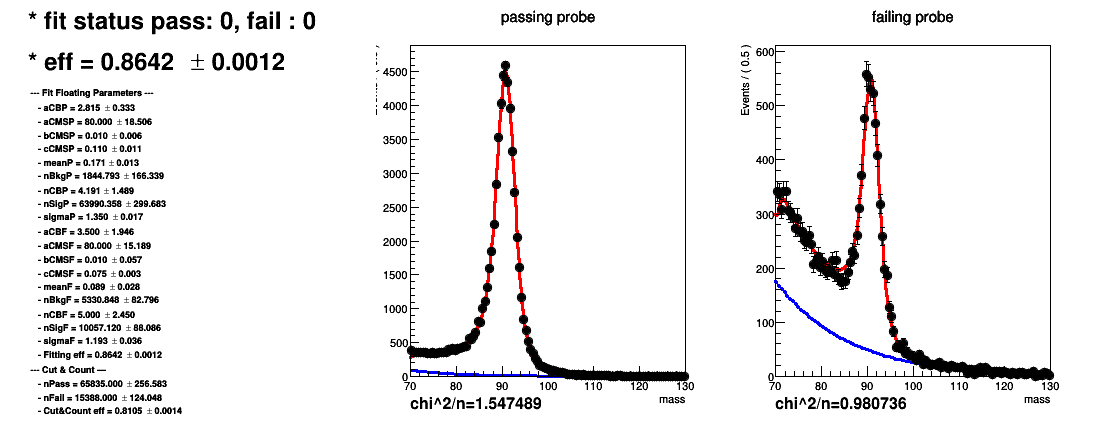 * fit status pass: 0, fail : 0
* eff = 0.8642 ± 0.0012
--- Fit Floating Parameters ---
- aCBP = 2.815 ± 0.333
- aCMSP = 80.000 ± 18.506
- bCMSP = 0.010 ± 0.006
- cCMSP = 0.110 ± 0.011
- meanP = 0.171 ± 0.013
- nBkgP = 1844.793 ± 166.339
- nCBP = 4.191 ± 1.489
- nSigP = 63990.358 ± 299.683
- sigmaP = 1.350 ± 0.017
- aCBF = 3.500 ± 1.946
- aCMSF = 80.000 ± 15.189
- bCMSF = 0.010 ± 0.057
- cCMSF = 0.075 ± 0.003
- meanF = 0.089 ± 0.028
- nBkgF = 5330.848 ± 82.796
- nCBF = 5.000 ± 2.450
- nSigF = 10057.120 ± 88.086
- sigmaF = 1.193 ± 0.036
- Fitting eff = 0.8642 ± 0.0012
--- Cut & Count ---
- nPass = 65835.000 ± 256.583
- nFail = 15388.000 ± 124.048
- Cut&Count eff = 0.8105 ± 0.0014
passing probe
4500
4000
3500
3000
2500
2000
1500
1000
500
0
70 80 90 100 110 120 130
mass
chi^2/n=1.547489
failing probe
Events / ( 0.5 )
600
500
400
300
200
100
0
70 80 90 100 110 120 130
mass
chi^2/n=0.980736